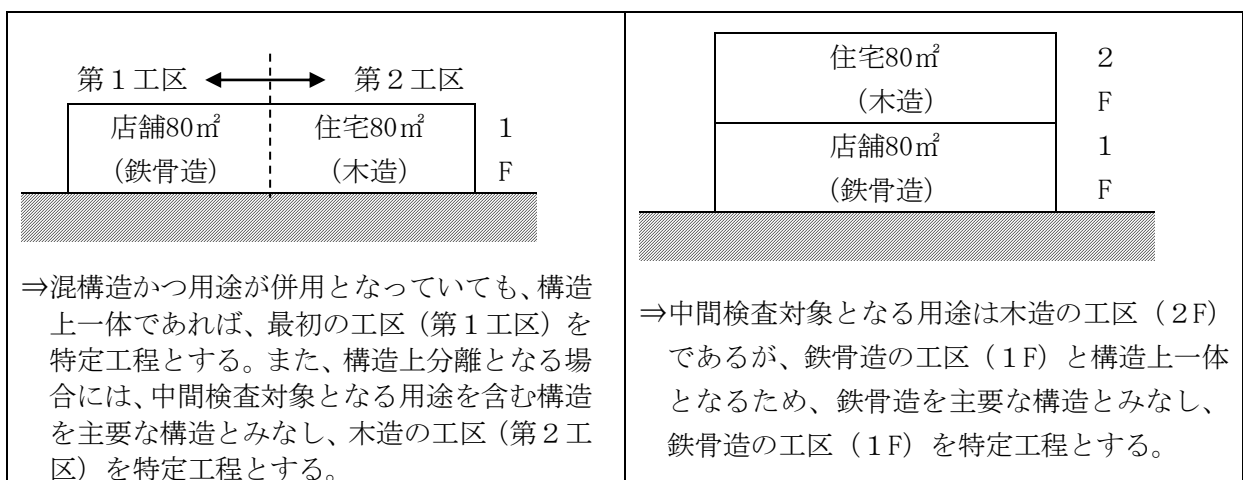 第１工区
第２工区
店舗80㎡
(鉄骨造)
住宅80㎡
(木造)
１
F
⇒混構造かつ用途が併用となっていても、構造
上一体であれば、最初の工区（第１工区）を
特定工程とする。また、構造上分離となる場
合には、中間検査対象となる用途を含む構造
を主要な構造とみなし、木造の工区（第２工
区）を特定工程とする。
住宅80㎡
(木造)
２
F
店舗80㎡
(鉄骨造)
１
F
⇒中間検査対象となる用途は木造の工区（２F）
であるが、鉄骨造の工区（１F）と構造上一体
となるため、鉄骨造を主要な構造とみなし、
鉄骨造の工区（１F）を特定工程とする。